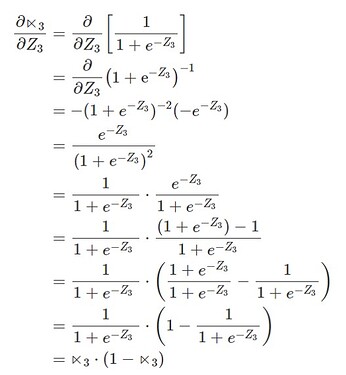 ∂⋉₃/∂Z₃ = ∂/∂Z₃ [1/(1 + e^(−Z₃))]
= ∂/∂Z₃ (1 + e^(−Z₃))^(−1)
= −(1 + e^(−Z₃))^(−2)(−e^(−Z₃))
= e^(−Z₃)/(1 + e^(−Z₃))^2
= 1/(1 + e^(−Z₃)) · e^(−Z₃)/(1 + e^(−Z₃))
= 1/(1 + e^(−Z₃)) · ((1 + e^(−Z₃)) − 1)/(1 + e^(−Z₃))
= 1/(1 + e^(−Z₃)) · ((1 + e^(−Z₃))/(1 + e^(−Z₃)) − 1/(1 + e^(−Z₃)))
= 1/(1 + e^(−Z₃)) · (1 − 1/(1 + e^(−Z₃)))
= ⋉₃ · (1 − ⋉₃)